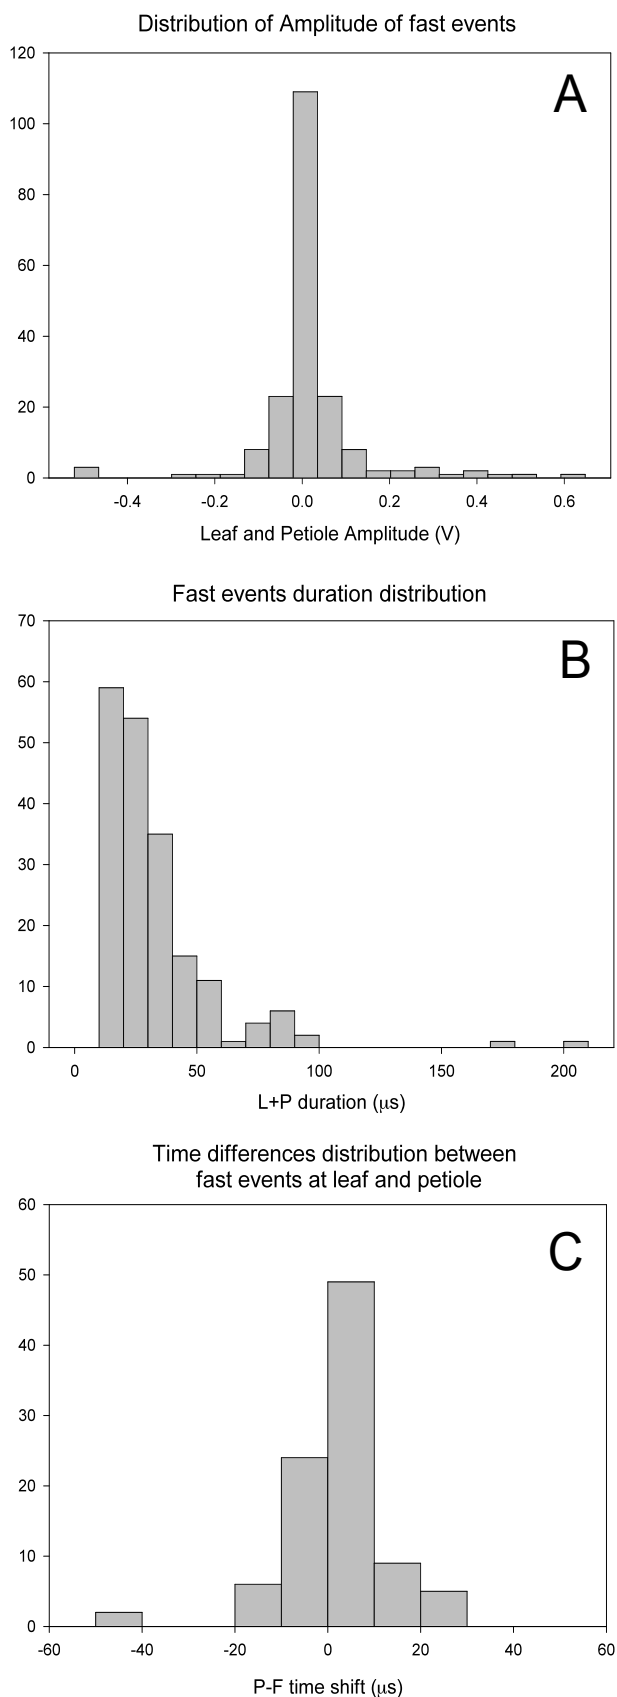 Distribution of Amplitude of fast events
A
120
100
80
60
40
20
0
-0.4 -0.2 0.0 0.2 0.4 0.6
Leaf and Petiole Amplitude (V)
Fast events duration distribution
B
70
60
50
40
30
20
10
0
0 50 100 150 200
L+P duration (μs)
Time differences distribution between
fast events at leaf and petiole
C
60
50
40
30
20
10
0
-60 -40 -20 0 20 40 60
P-F time shift (μs)